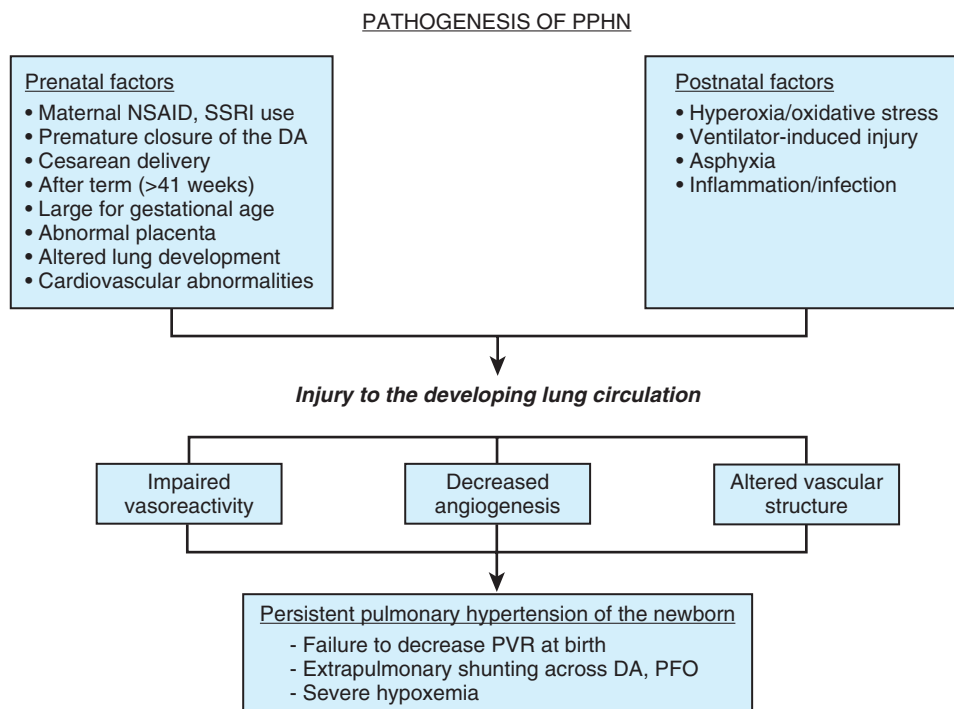 PATHOGENESIS OF PPHN
Prenatal factors
• Maternal NSAID, SSRI use
• Premature closure of the DA
• Cesarean delivery
• After term (>41 weeks)
• Large for gestational age
• Abnormal placenta
• Altered lung development
• Cardiovascular abnormalities
Postnatal factors
• Hyperoxia/oxidative stress
• Ventilator-induced injury
• Asphyxia
• Inflammation/infection
Injury to the developing lung circulation
Impaired
vasoreactivity
Decreased
angiogenesis
Altered vascular
structure
Persistent pulmonary hypertension of the newborn
- Failure to decrease PVR at birth
- Extrapulmonary shunting across DA, PFO
- Severe hypoxemia